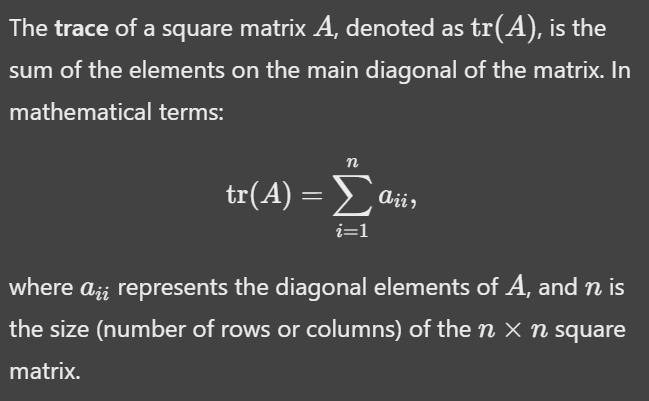 The trace of a square matrix A, denoted as tr(A), is the
sum of the elements on the main diagonal of the matrix. In
mathematical terms:
tr(A) = ∑_{i=1}^{n} a_{ii},
where a_{ii} represents the diagonal elements of A, and n is
the size (number of rows or columns) of the n × n square
matrix.